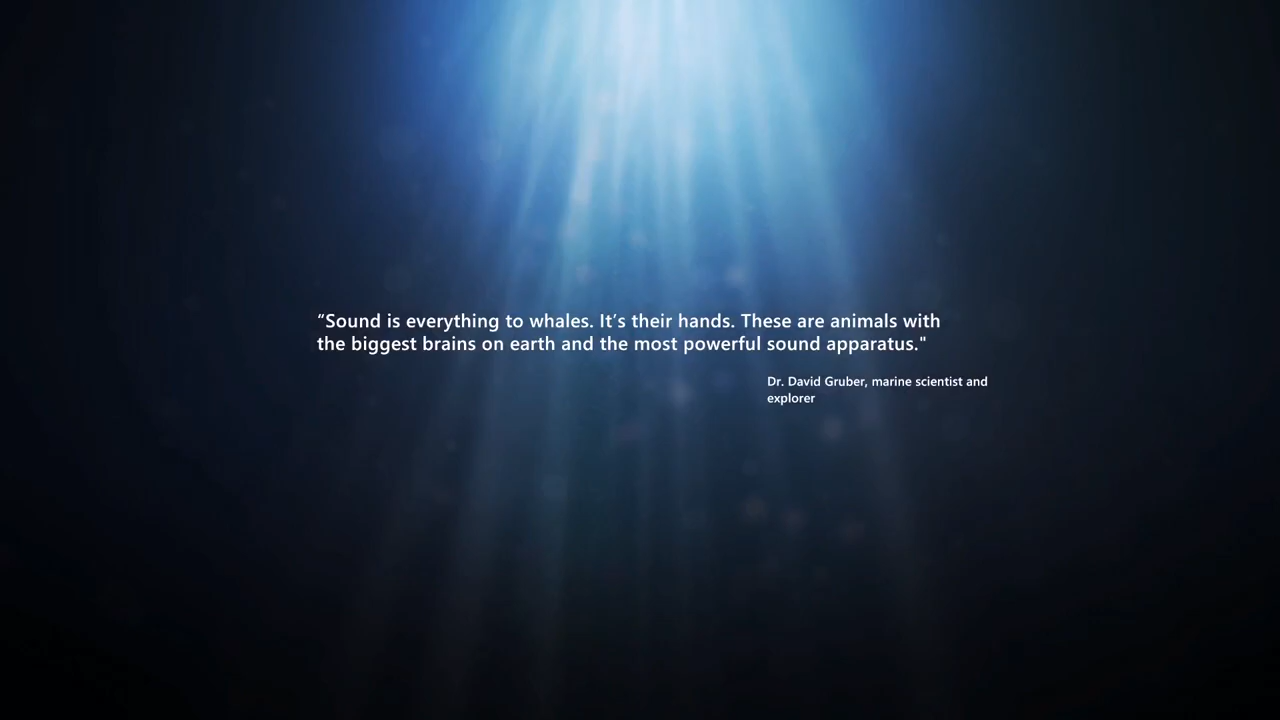 “Sound is everything to whales. It’s their hands. These are animals with
the biggest brains on earth and the most powerful sound apparatus."
Dr. David Gruber, marine scientist and
explorer